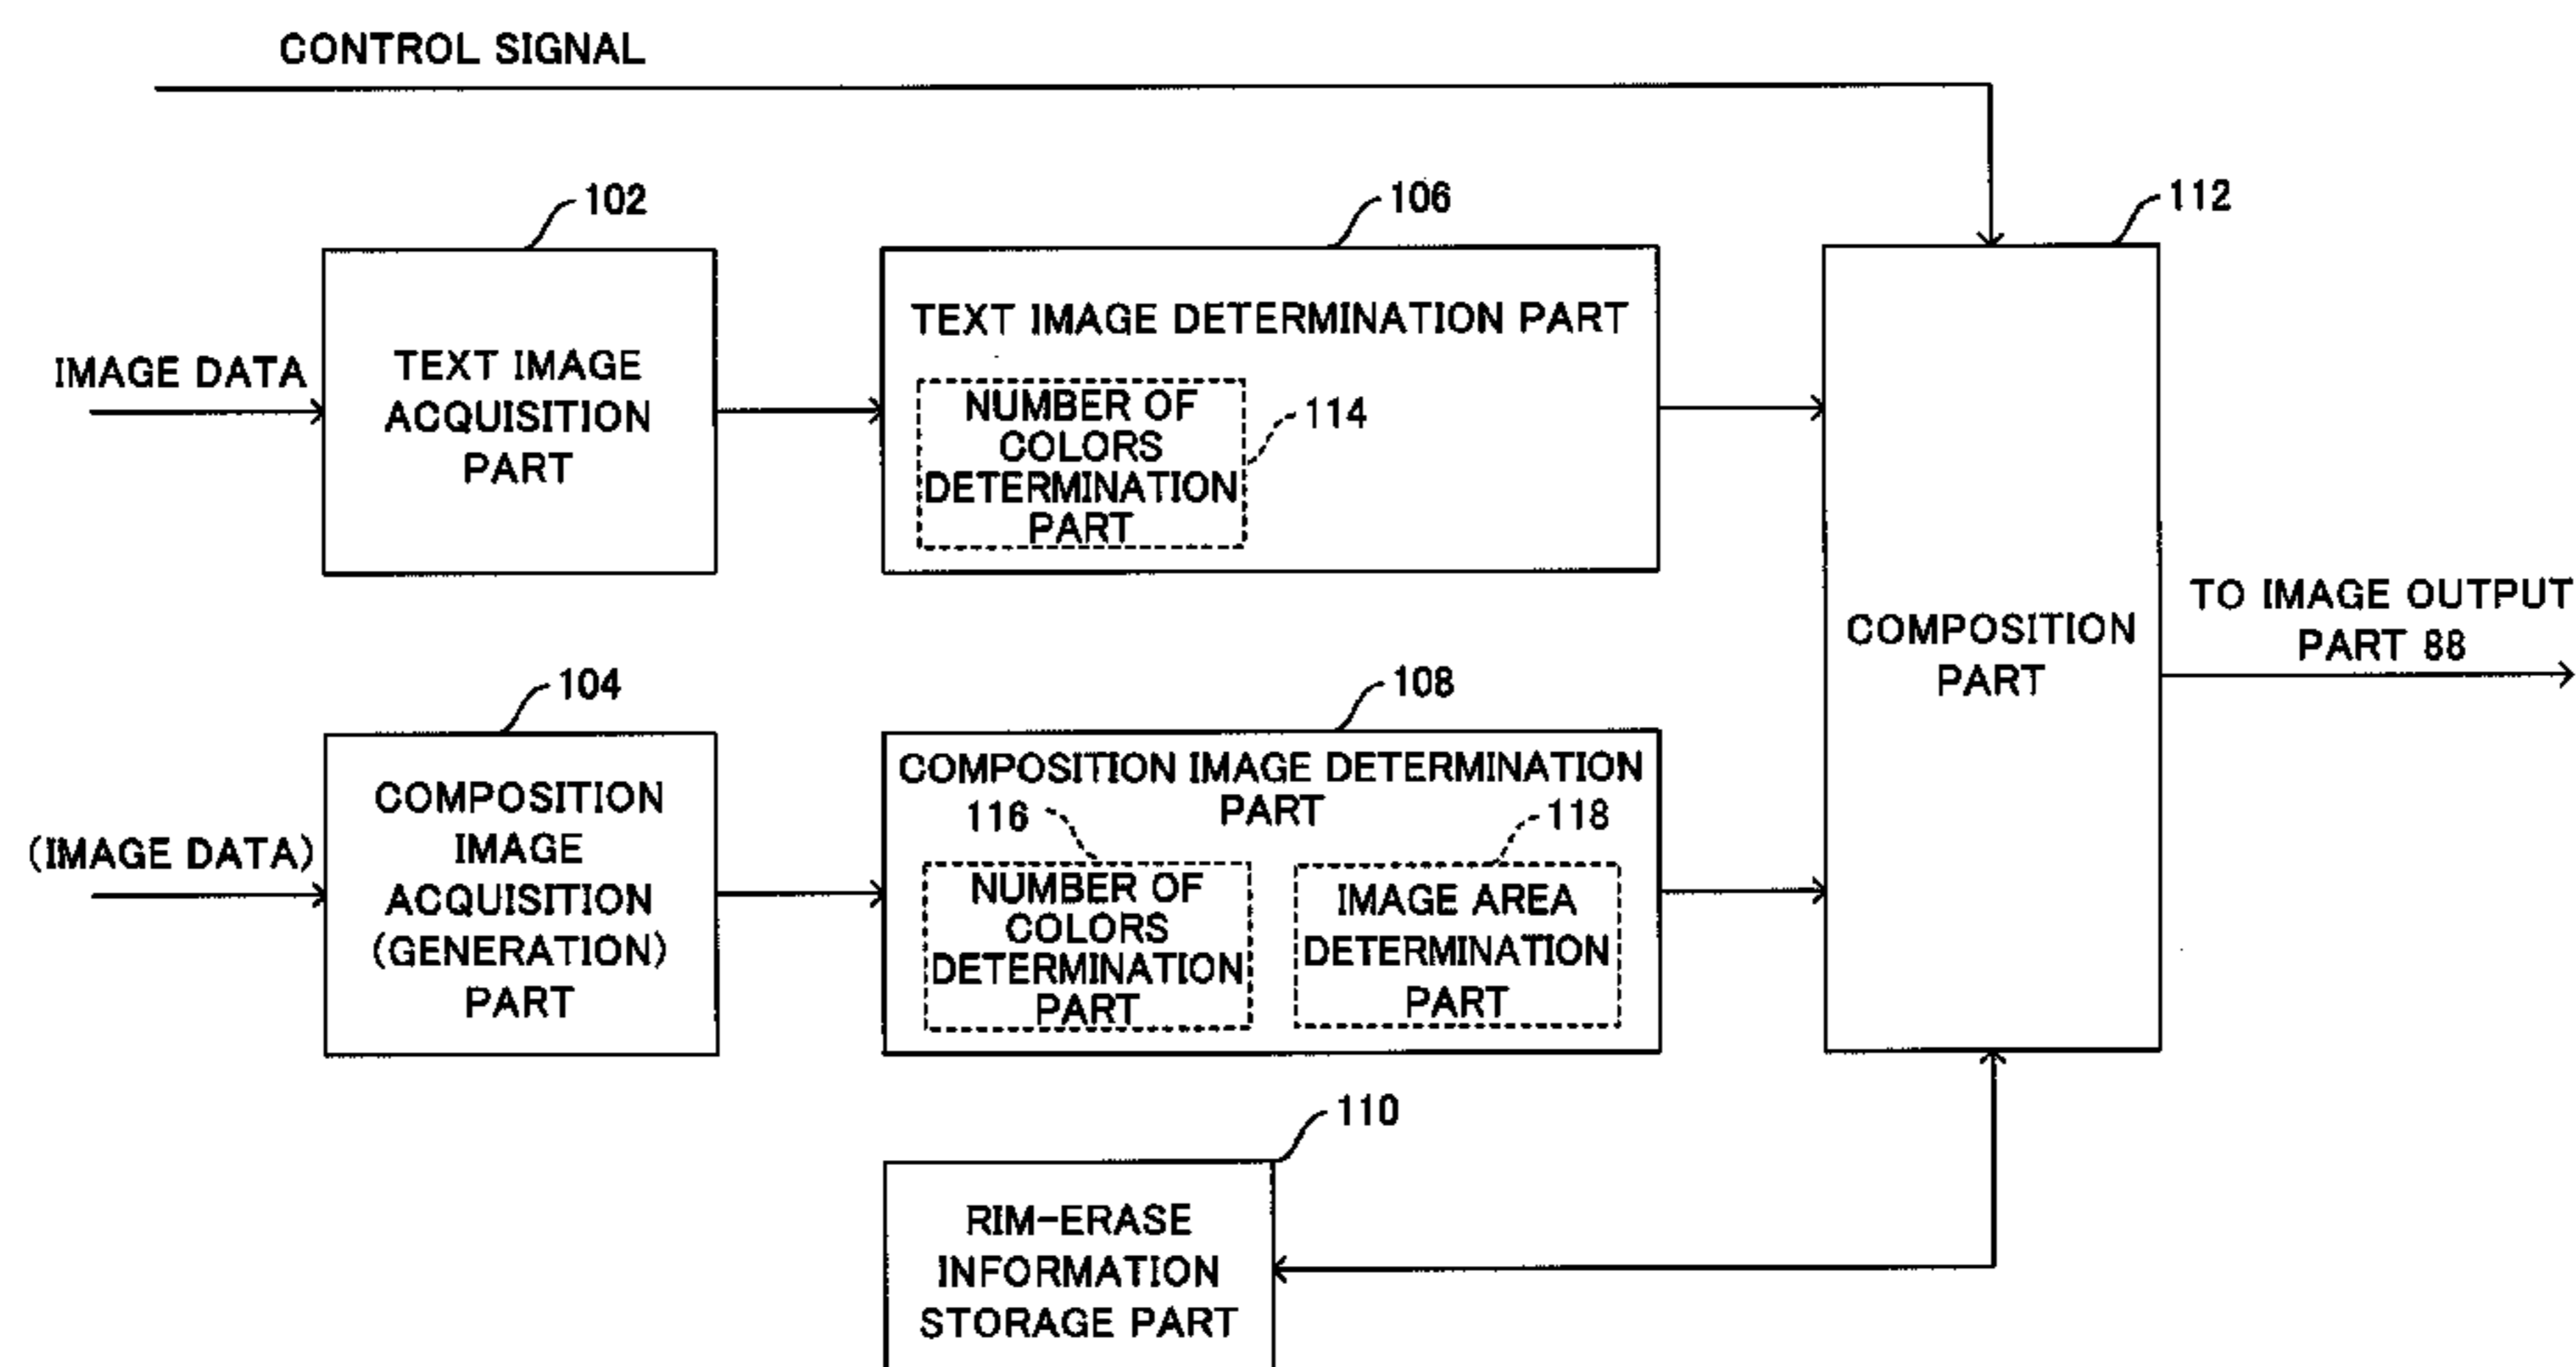 CONTROL SIGNAL
102
106
112
IMAGE DATA
TEXT IMAGE
ACQUISITION
PART
TEXT IMAGE DETERMINATION PART
NUMBER OF
COLORS
DETERMINATION
PART
114
COMPOSITION
PART
TO IMAGE OUTPUT
PART 88
104
108
(IMAGE DATA)
COMPOSITION
IMAGE
ACQUISITION
(GENERATION)
PART
COMPOSITION IMAGE DETERMINATION
PART
116
118
NUMBER OF
COLORS
DETERMINATION
PART
IMAGE AREA
DETERMINATION
PART
110
RIM-ERASE
INFORMATION
STORAGE PART